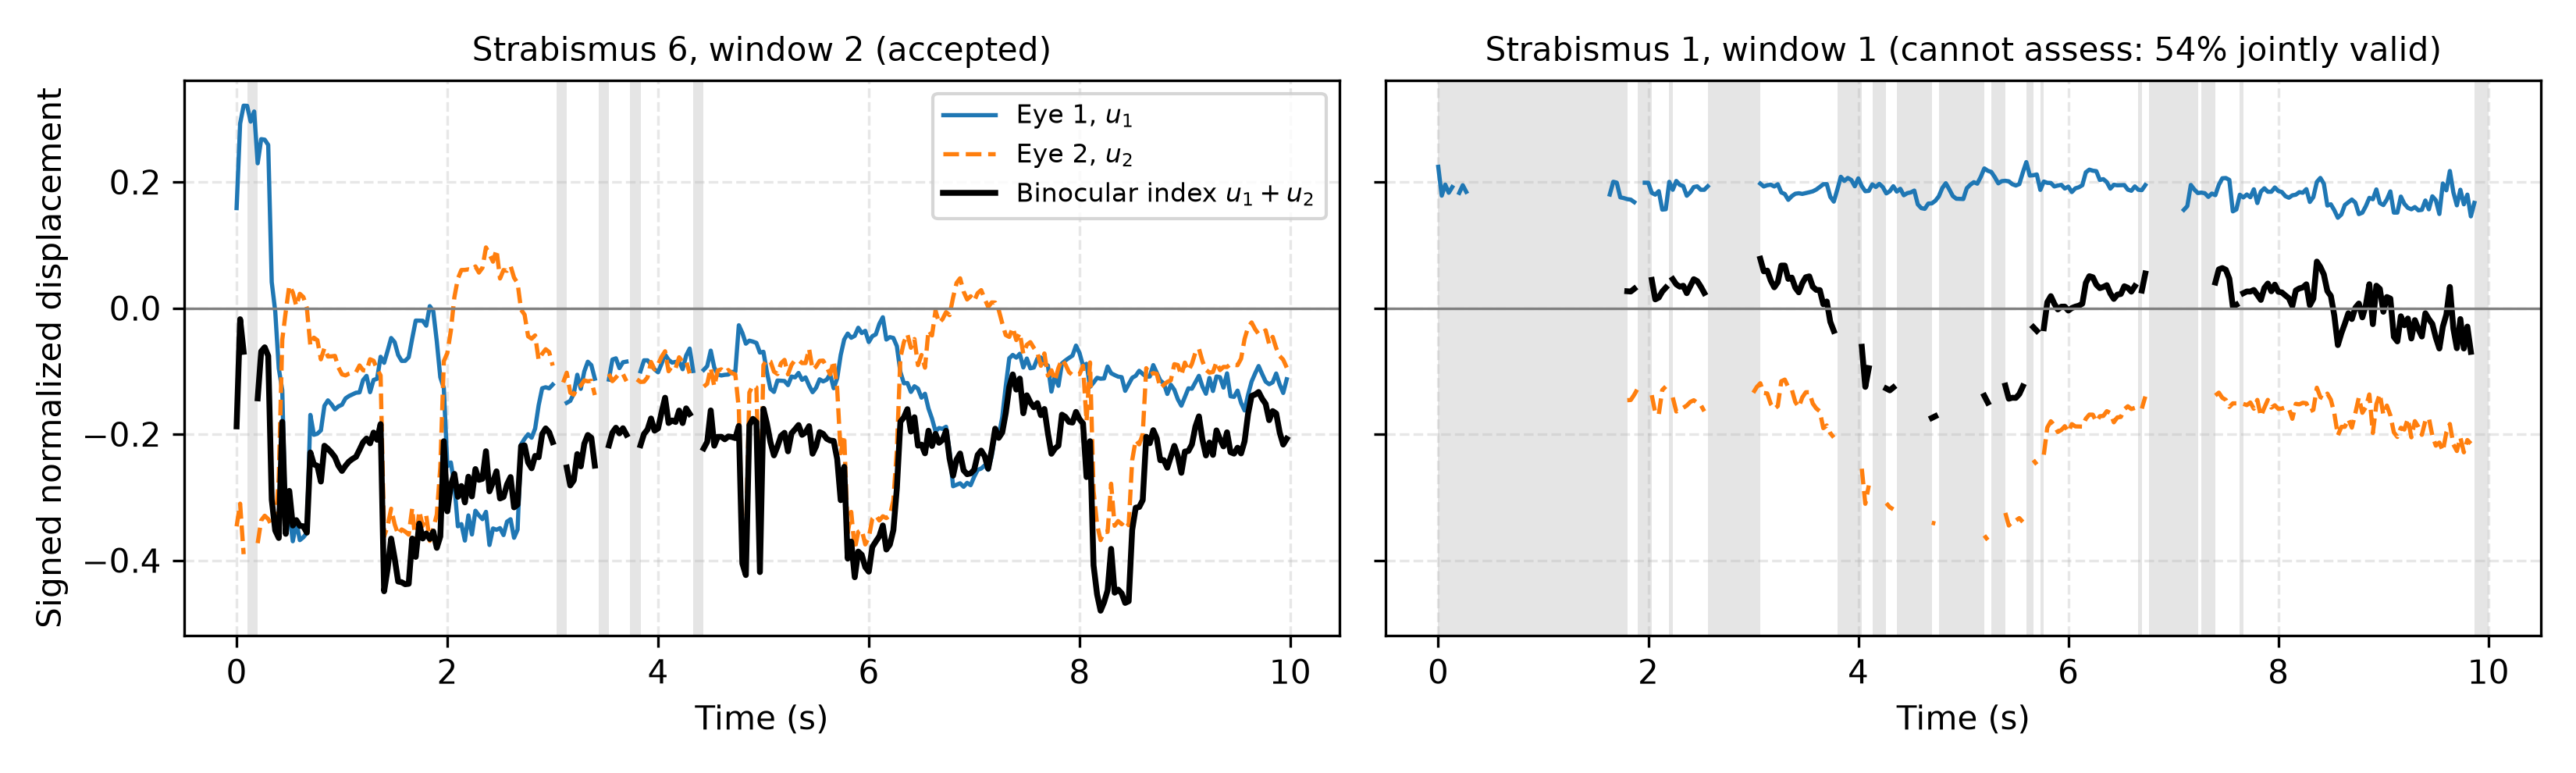 Strabismus 6, window 2 (accepted)
Strabismus 1, window 1 (cannot assess: 54% jointly valid)
Signed normalized displacement
0.2
0.0
−0.2
−0.4
Eye 1, u₁
Eye 2, u₂
Binocular index u₁ + u₂
0 2 4 6 8 10
0 2 4 6 8 10
Time (s)
Time (s)